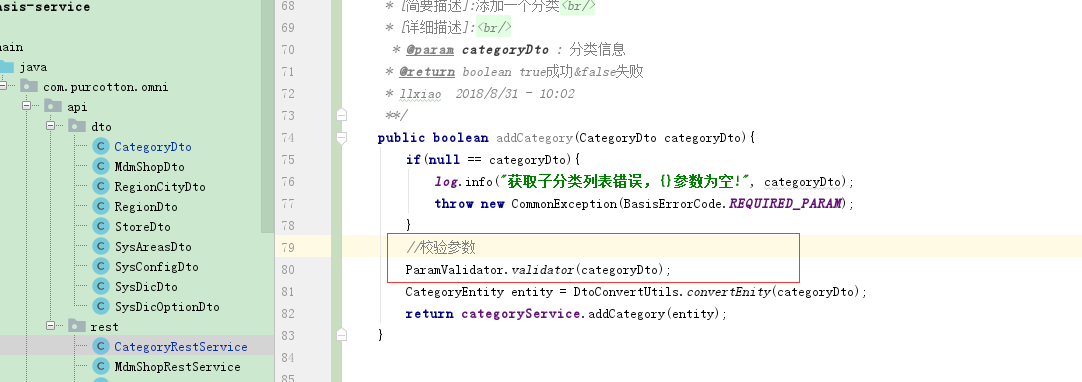 asis-service
main
java
com.purcotton.omni
api
dto
CategoryDto
MdmShopDto
RegionCityDto
RegionDto
StoreDto
SysAreasDto
SysConfigDto
SysDicDto
SysDicOptionDto
rest
CategoryRestService
MdmShopRestService
68 * [简要描述]:添加一个分类<br/>
69 * [详细描述]:<br/>
70 * @param categoryDto : 分类信息
71 * @return boolean true成功&false失败
72 * llxiao 2018/8/31 - 10:02
73 **/
74 public boolean addCategory(CategoryDto categoryDto){
75 if(null == categoryDto){
76 log.info("获取子分类列表错误，{}参数为空!", categoryDto);
77 throw new CommonException(BasisErrorCode.REQUIRED_PARAM);
78 }
79 //校验参数
80 ParamValidator.validator(categoryDto);
81 CategoryEntity entity = DtoConvertUtils.convertEnity(categoryDto);
82 return categoryService.addCategory(entity);
83 }
84
85